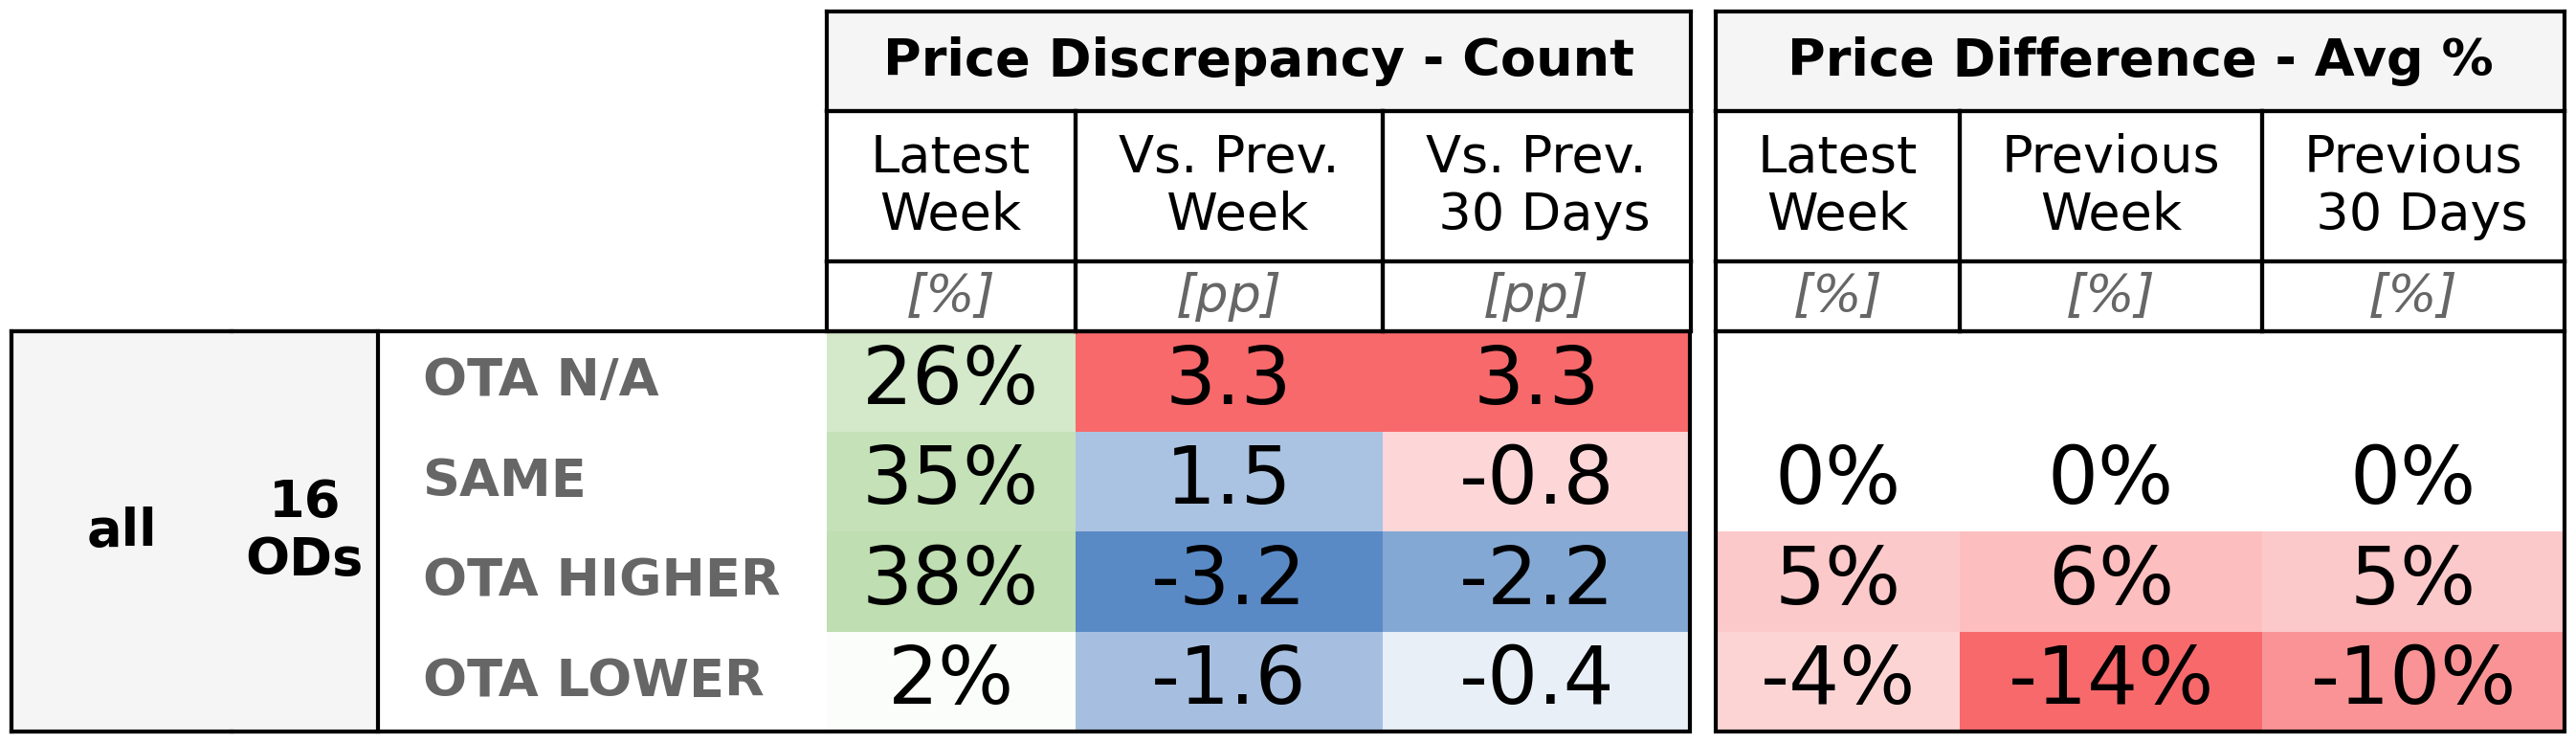 Price Discrepancy - Count Price Difference - Avg %
Latest Week Vs. Prev. Week Vs. Prev. 30 Days Latest Week Previous Week Previous 30 Days
[%] [pp] [pp] [%] [%] [%]
all 16 ODs
OTA N/A 26% 3.3 3.3
SAME 35% 1.5 -0.8 0% 0% 0%
OTA HIGHER 38% -3.2 -2.2 5% 6% 5%
OTA LOWER 2% -1.6 -0.4 -4% -14% -10%